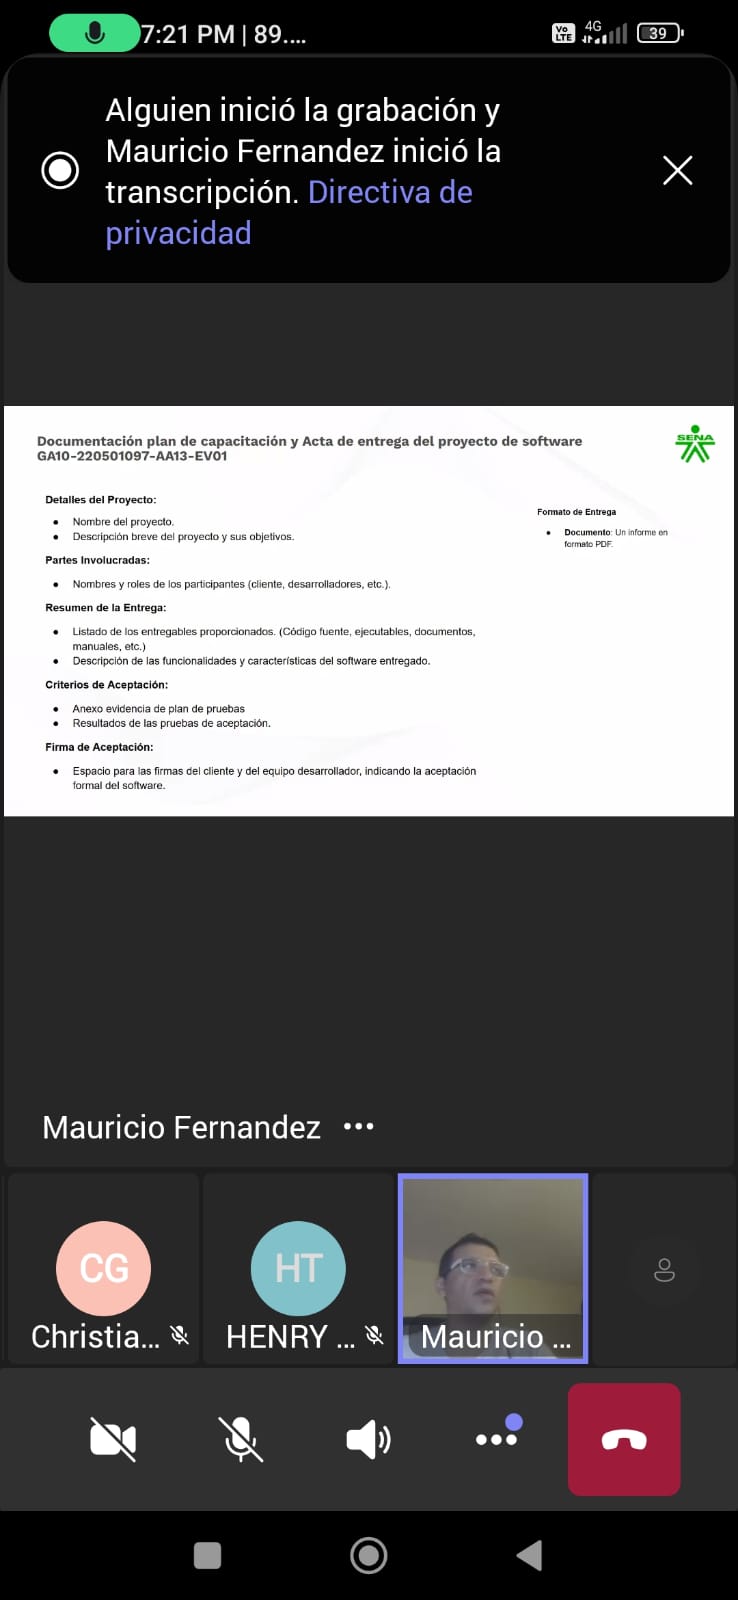 7:21 PM | 89....
Vo LTE
4G
39
Alguien inició la grabación y
Mauricio Fernandez inició la
transcripción. Directiva de
privacidad
Documentación plan de capacitación y Acta de entrega del proyecto de software
GA10-220501097-AA13-EV01
SENA
Detalles del Proyecto:
• Nombre del proyecto.
• Descripción breve del proyecto y sus objetivos.
Partes Involucradas:
• Nombres y roles de los participantes (cliente, desarrolladores, etc.).
Resumen de la Entrega:
• Listado de los entregables proporcionados. (Código fuente, ejecutables, documentos,
manuales, etc.)
• Descripción de las funcionalidades y características del software entregado.
Criterios de Aceptación:
• Anexo evidencia de plan de pruebas
• Resultados de las pruebas de aceptación.
Firma de Aceptación:
• Espacio para las firmas del cliente y del equipo desarrollador, indicando la aceptación
formal del software.
Formato de Entrega
• Documento: Un informe en
formato PDF.
Mauricio Fernandez
CG
HT
Christia...
HENRY ...
Mauricio ...